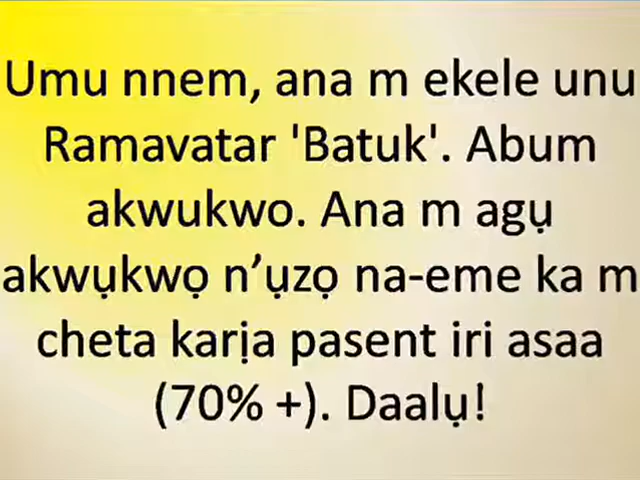 Umu nnem, ana m ekele unu
Ramavatar 'Batuk'. Abum
akwukwo. Ana m agụ
akwụkwọ n’ụzọ na-eme ka m
cheta karịa pasent iri asaa
(70% +). Daalụ!